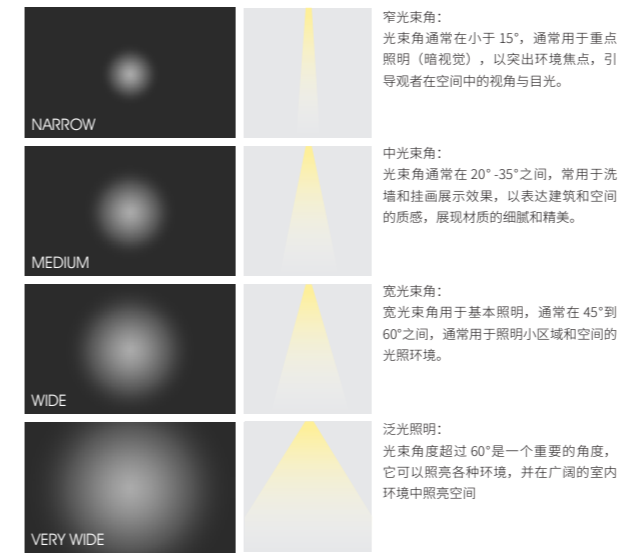 NARROW
窄光束角：
光束角通常在小于 15°，通常用于重点
照明（暗视觉），以突出环境焦点，引
导观者在空间中的视角与目光。
MEDIUM
中光束角：
光束角通常在 20° -35°之间，常用于洗
墙和挂画展示效果，以表达建筑和空间
的质感，展现材质的细腻和精美。
WIDE
宽光束角：
宽光束角用于基本照明，通常在 45°到
60°之间，通常用于照明小区域和空间的
光照环境。
VERY WIDE
泛光照明：
光束角度超过 60°是一个重要的角度，
它可以照亮各种环境，并在广阔的室内
环境中照亮空间